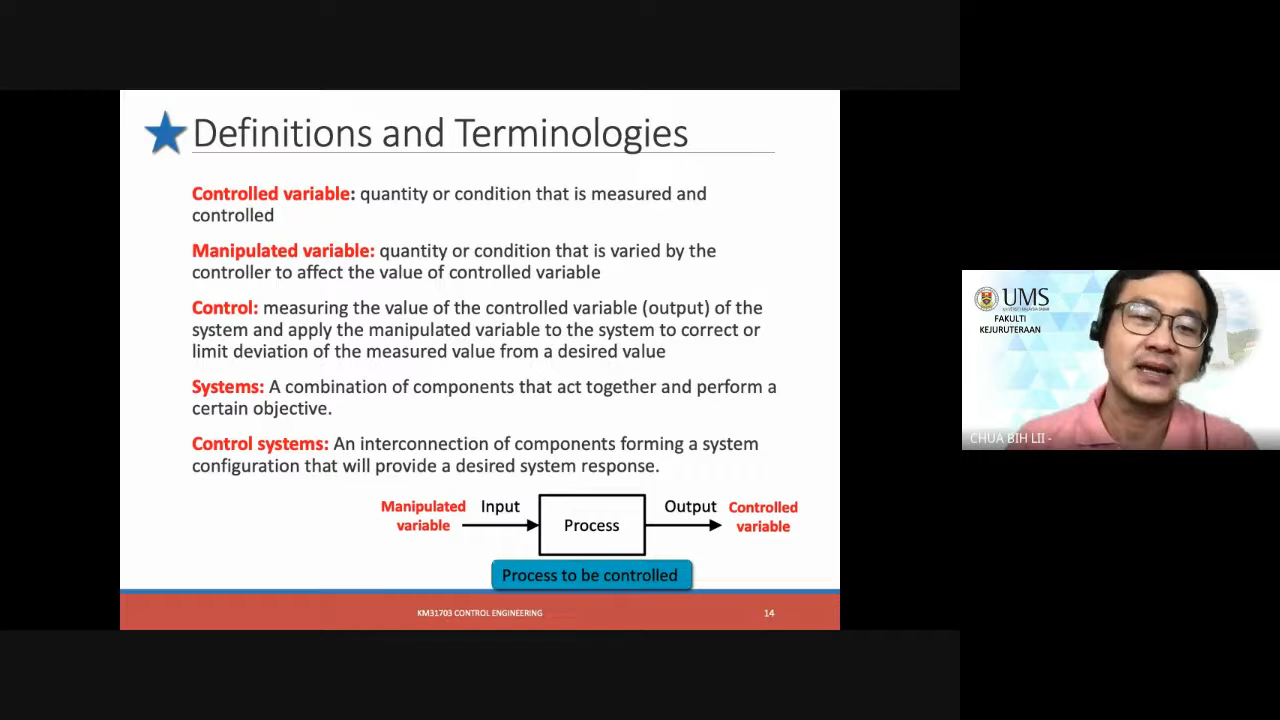 Definitions and Terminologies
Controlled variable: quantity or condition that is measured and
controlled
Manipulated variable: quantity or condition that is varied by the
controller to affect the value of controlled variable
Control: measuring the value of the controlled variable (output) of the
system and apply the manipulated variable to the system to correct or
limit deviation of the measured value from a desired value
Systems: A combination of components that act together and perform a
certain objective.
Control systems: An interconnection of components forming a system
configuration that will provide a desired system response.
Manipulated
variable
Input
Process
Output
Controlled
variable
Process to be controlled
KM31703 CONTROL ENGINEERING
14
UMS
UNIVERSITI MALAYSIA SABAH
FAKULTI
KEJURUTERAAN
CHUA BIH LII -